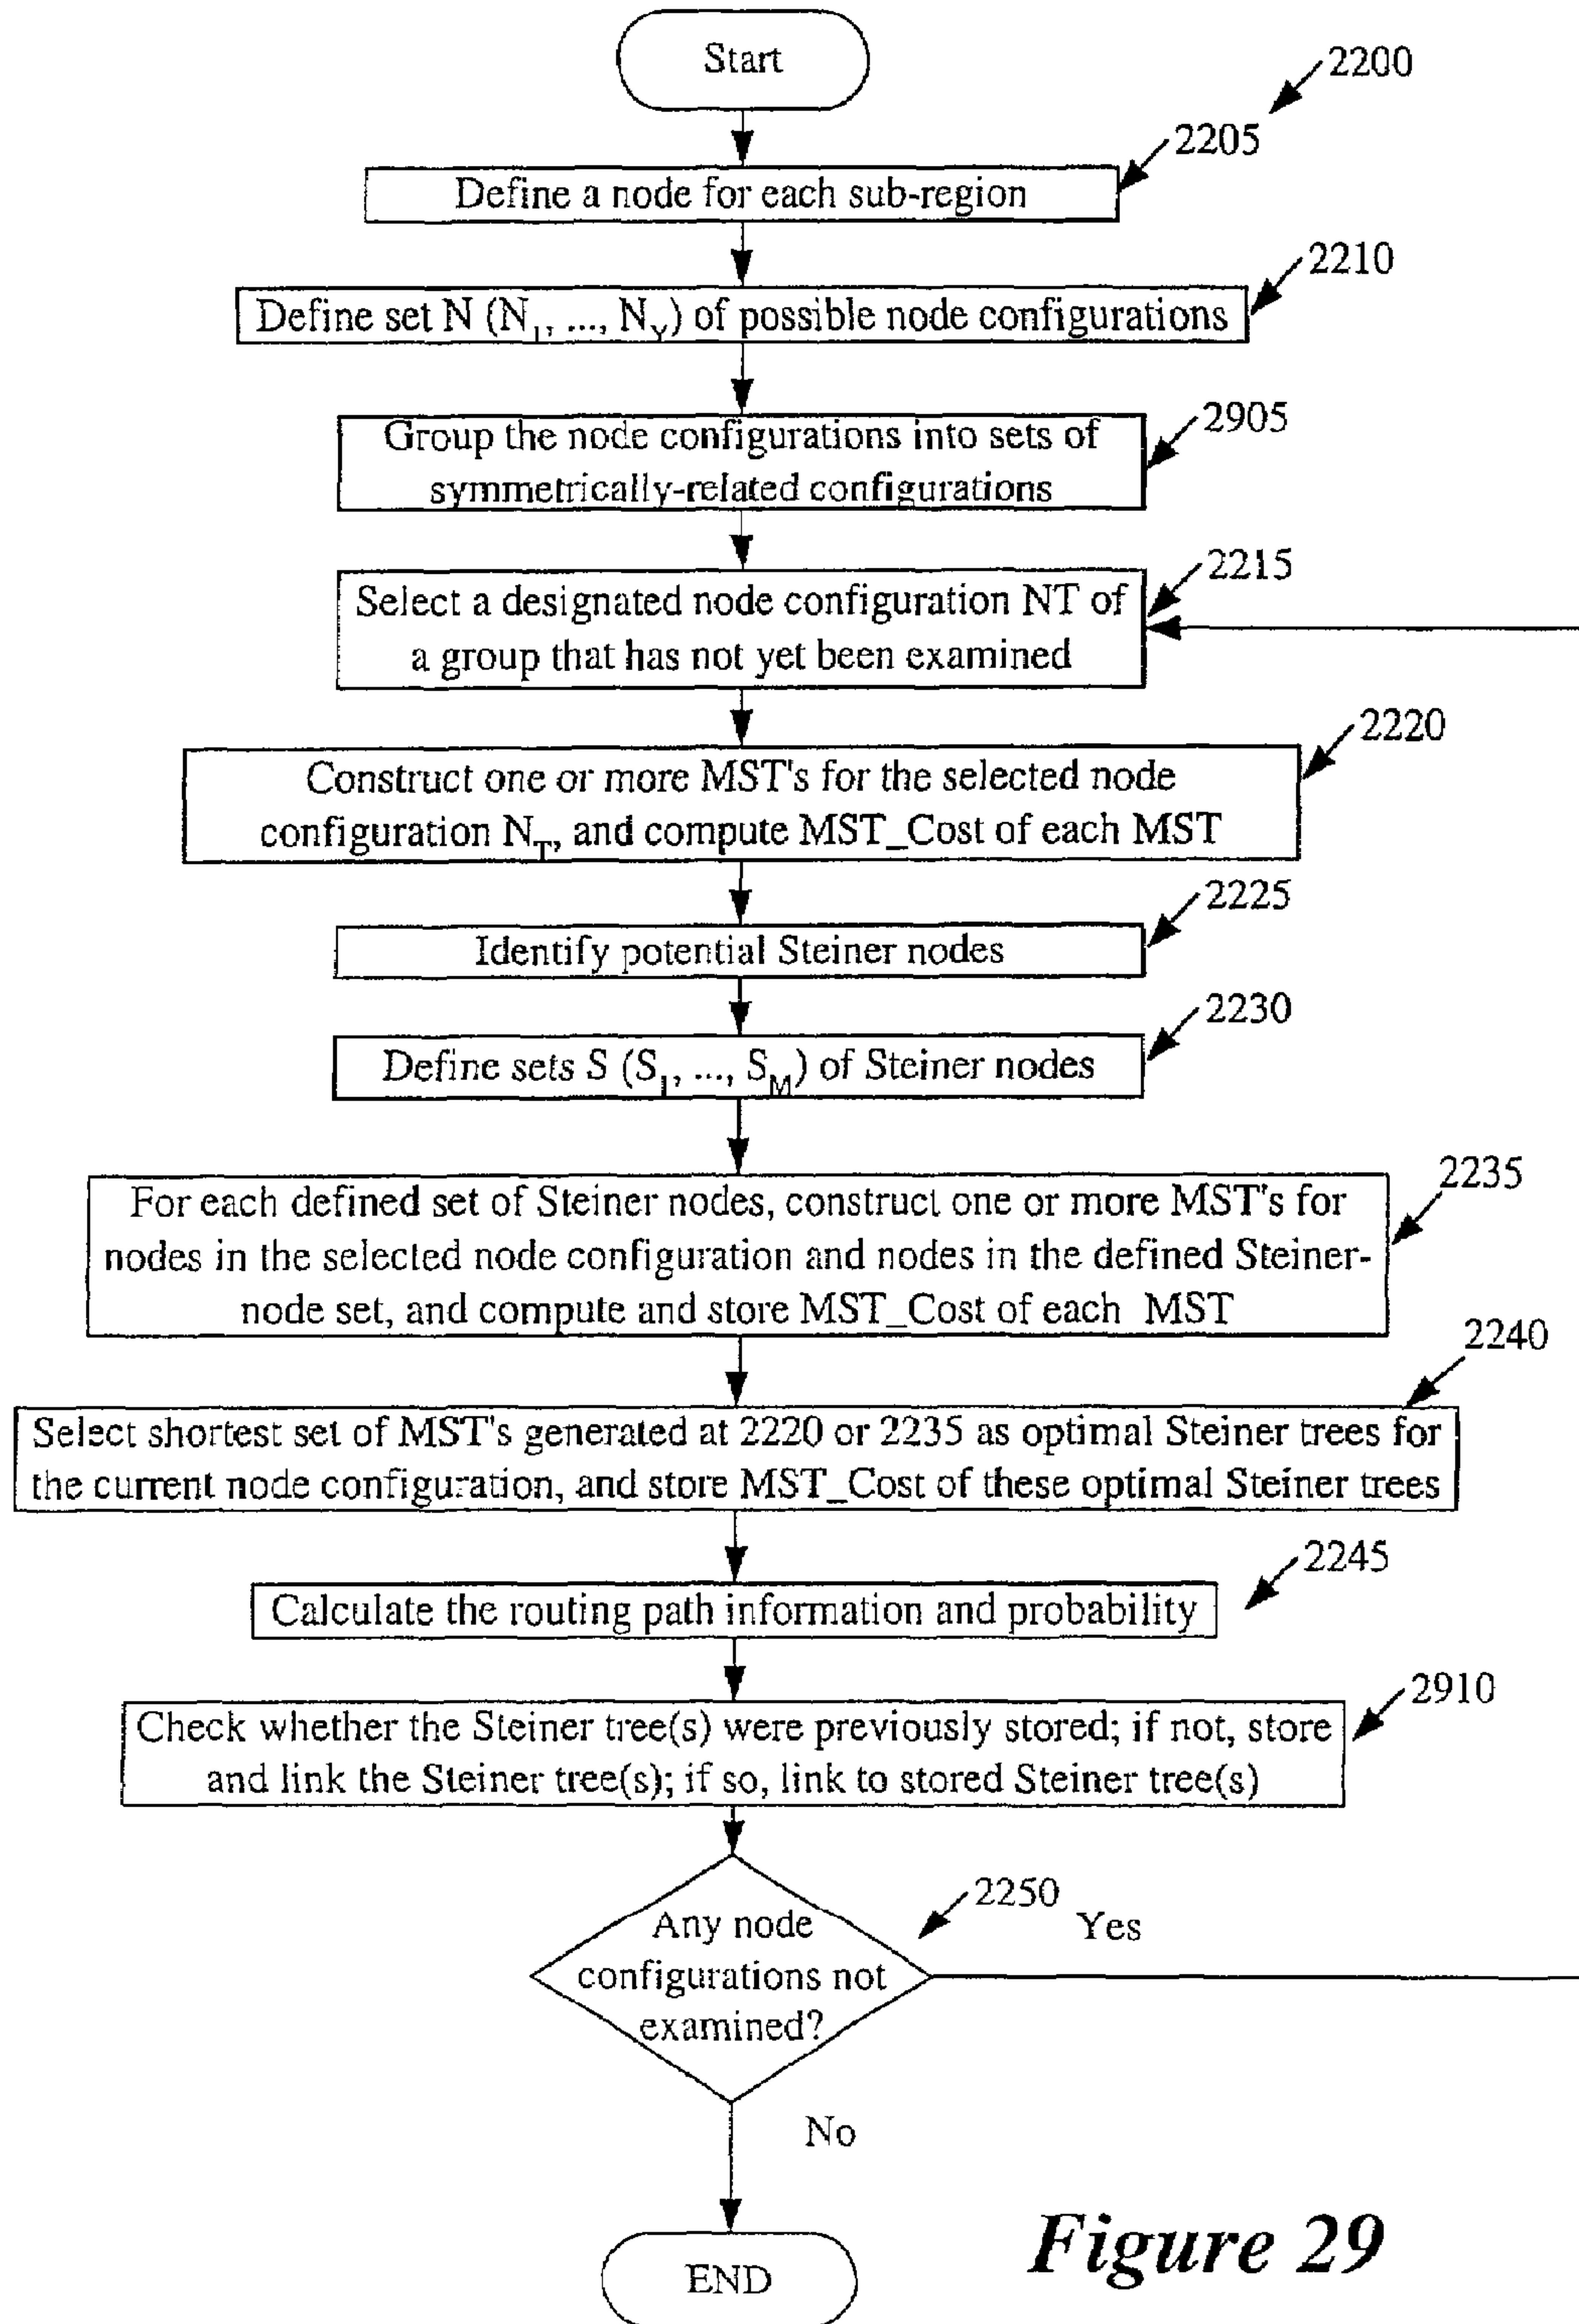 Start
2200
2205
Define a node for each sub-region
2210
Define set N (N1, ..., NY) of possible node configurations
2905
Group the node configurations into sets of
symmetrically-related configurations
2215
Select a designated node configuration NT of
a group that has not yet been examined
2220
Construct one or more MST's for the selected node
configuration NT, and compute MST_Cost of each MST
2225
Identify potential Steiner nodes
2230
Define sets S (S1, ..., SM) of Steiner nodes
2235
For each defined set of Steiner nodes, construct one or more MST's for
nodes in the selected node configuration and nodes in the defined Steiner-
node set, and compute and store MST_Cost of each MST
2240
Select shortest set of MST's generated at 2220 or 2235 as optimal Steiner trees for
the current node configuration, and store MST_Cost of these optimal Steiner trees
2245
Calculate the routing path information and probability
2910
Check whether the Steiner tree(s) were previously stored; if not, store
and link the Steiner tree(s); if so, link to stored Steiner tree(s)
2250
Yes
Any node
configurations not
examined?
No
END
Figure 29